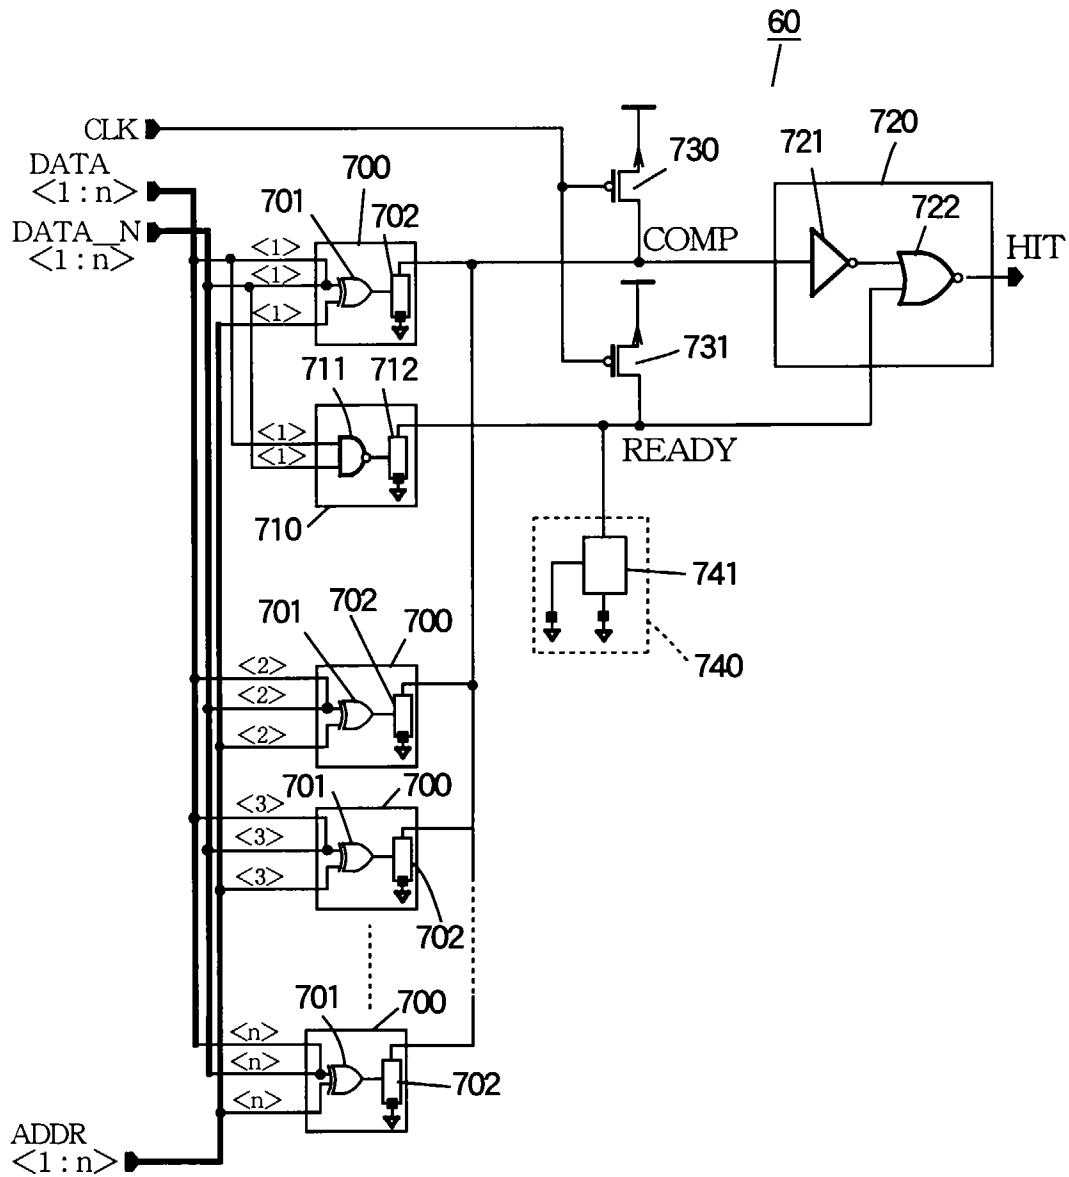 60
CLK
DATA
<1:n>
DATA_N
<1:n>
700
701
702
<1>
<1>
<1>
730
COMP
731
READY
720
721
722
HIT
711
712
<1>
<1>
710
741
740
701
702
700
<2>
<2>
<2>
701
700
<3>
<3>
<3>
702
701
700
<n>
<n>
<n>
702
ADDR
<1:n>